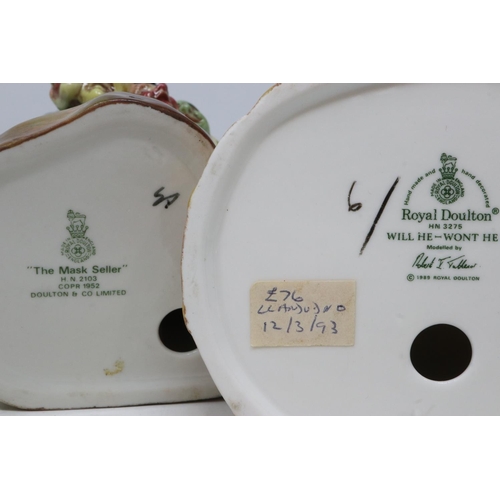 "The Mask Seller"
H N 2103
COPR 1952
DOULTON & CO LIMITED
Hand made and hand decorated
Royal Doulton®
HN 3275
WILL HE - WONT HE
Modelled by
© 1989 ROYAL DOULTON
6/
£76
LLANDUDNO
12/3/93